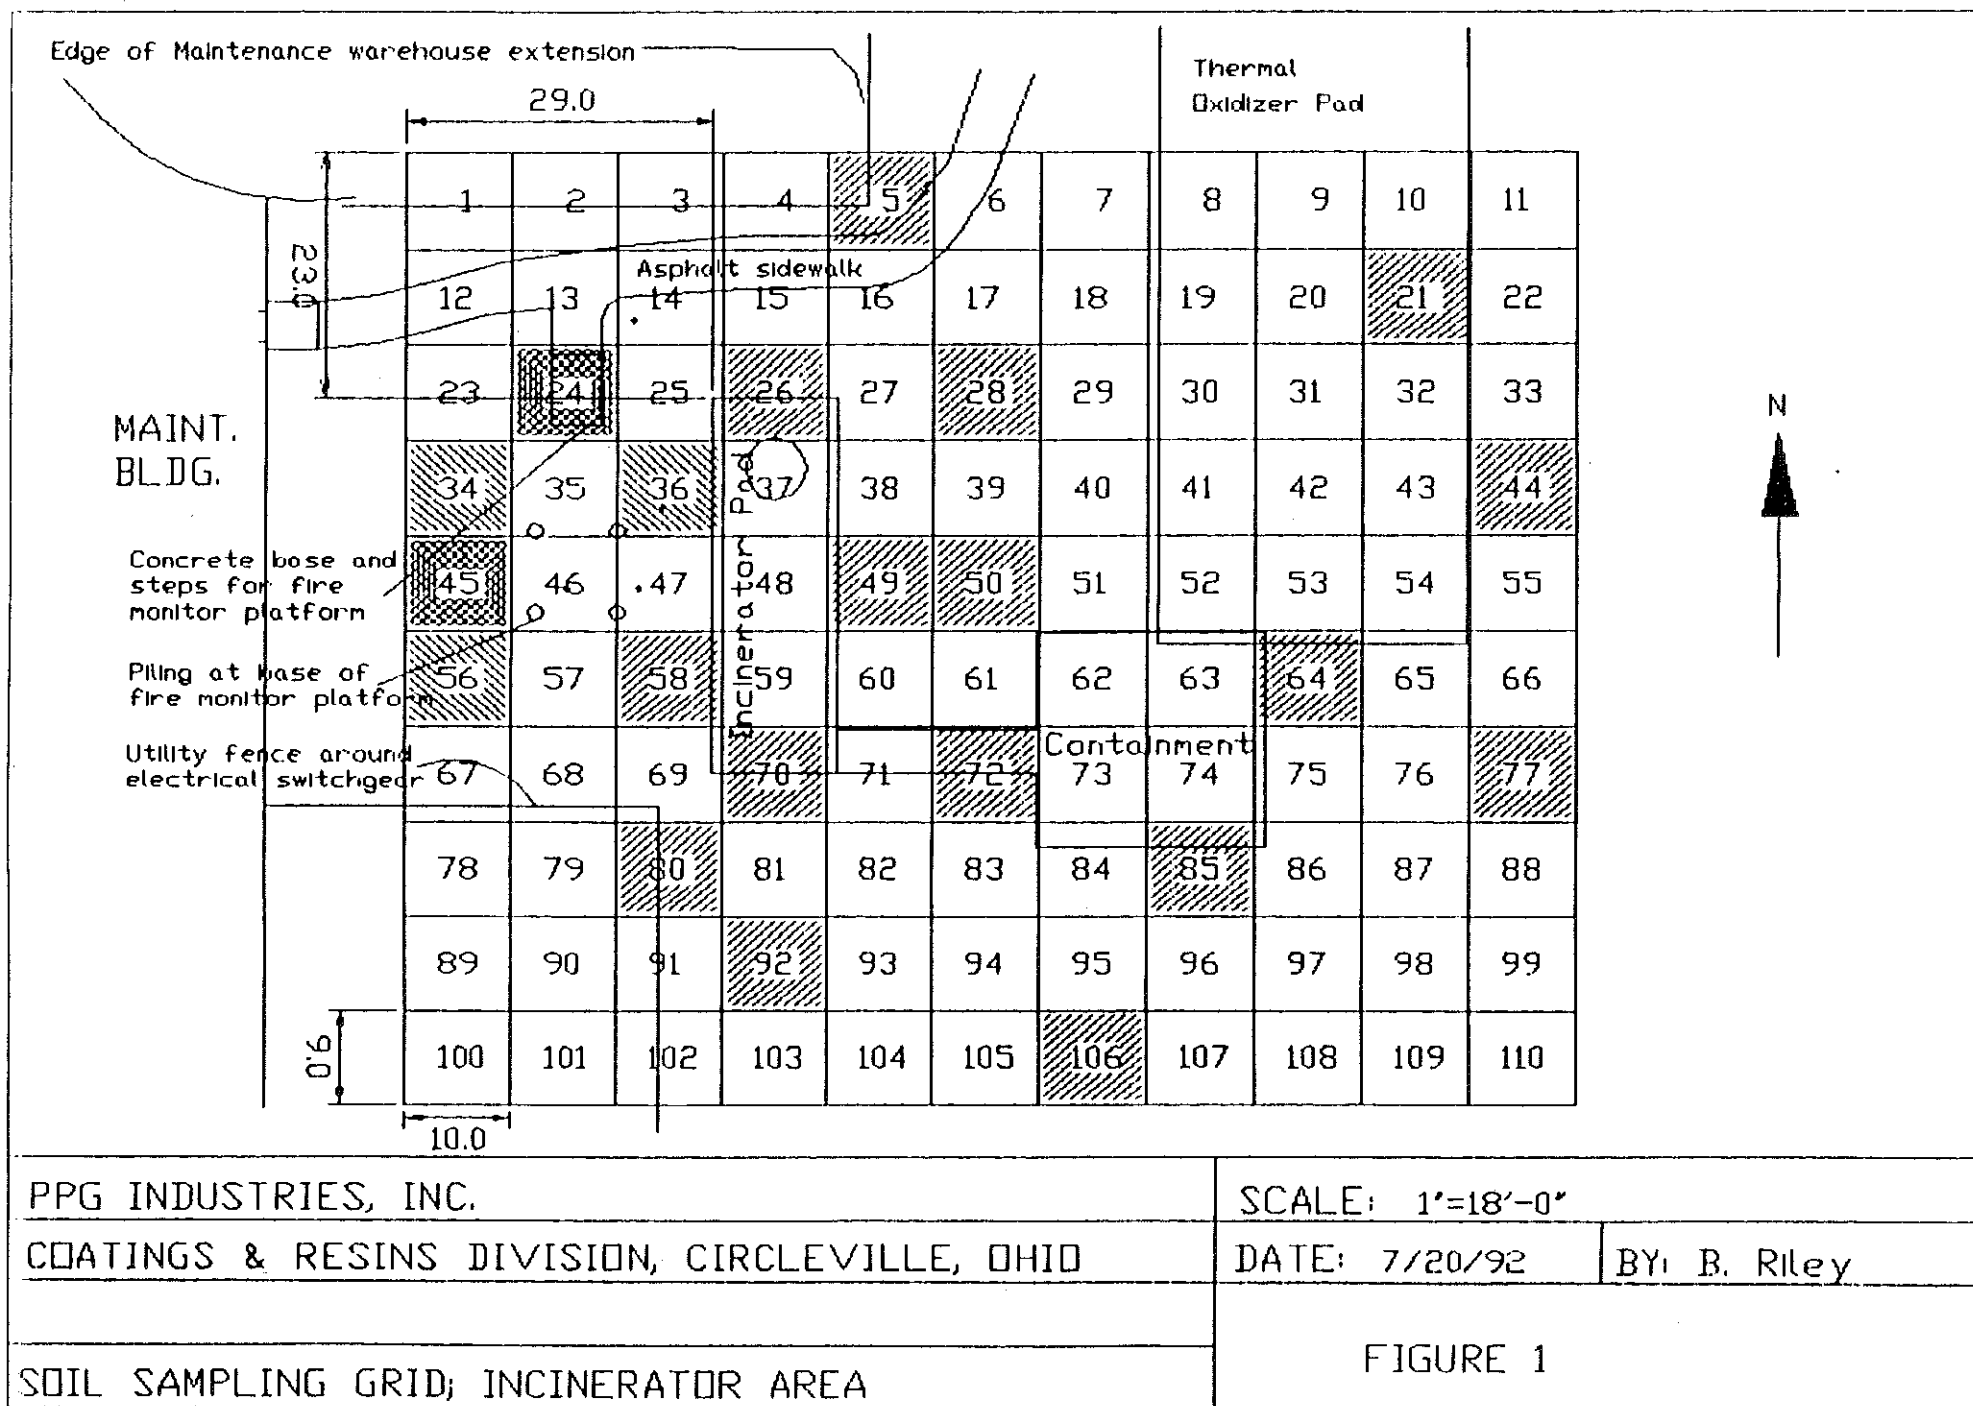 Edge of Maintenance warehouse extension
Thermal
Oxidizer Pad
29.0
1 2 3 4 5 6 7 8 9 10 11
23.0
Asphalt sidewalk
12 13 14 15 16 17 18 19 20 21 22
23 24 25 26 27 28 29 30 31 32 33
MAINT.
BLDG.
N
34 35 36 37 38 39 40 41 42 43 44
Incinerator Pad
Concrete base and
steps for fire
monitor platform
45 46 47 48 49 50 51 52 53 54 55
Piling at base of
fire monitor platform
56 57 58 59 60 61 62 63 64 65 66
Utility fence around
electrical switchgear
Containment
67 68 69 70 71 72 73 74 75 76 77
78 79 80 81 82 83 84 85 86 87 88
89 90 91 92 93 94 95 96 97 98 99
9.0
100 101 102 103 104 105 106 107 108 109 110
10.0
PPG INDUSTRIES, INC.
SCALE: 1"=18'-0"
COATINGS & RESINS DIVISION, CIRCLEVILLE, OHIO
DATE: 7/20/92
BY: B. Riley
FIGURE 1
SOIL SAMPLING GRID; INCINERATOR AREA